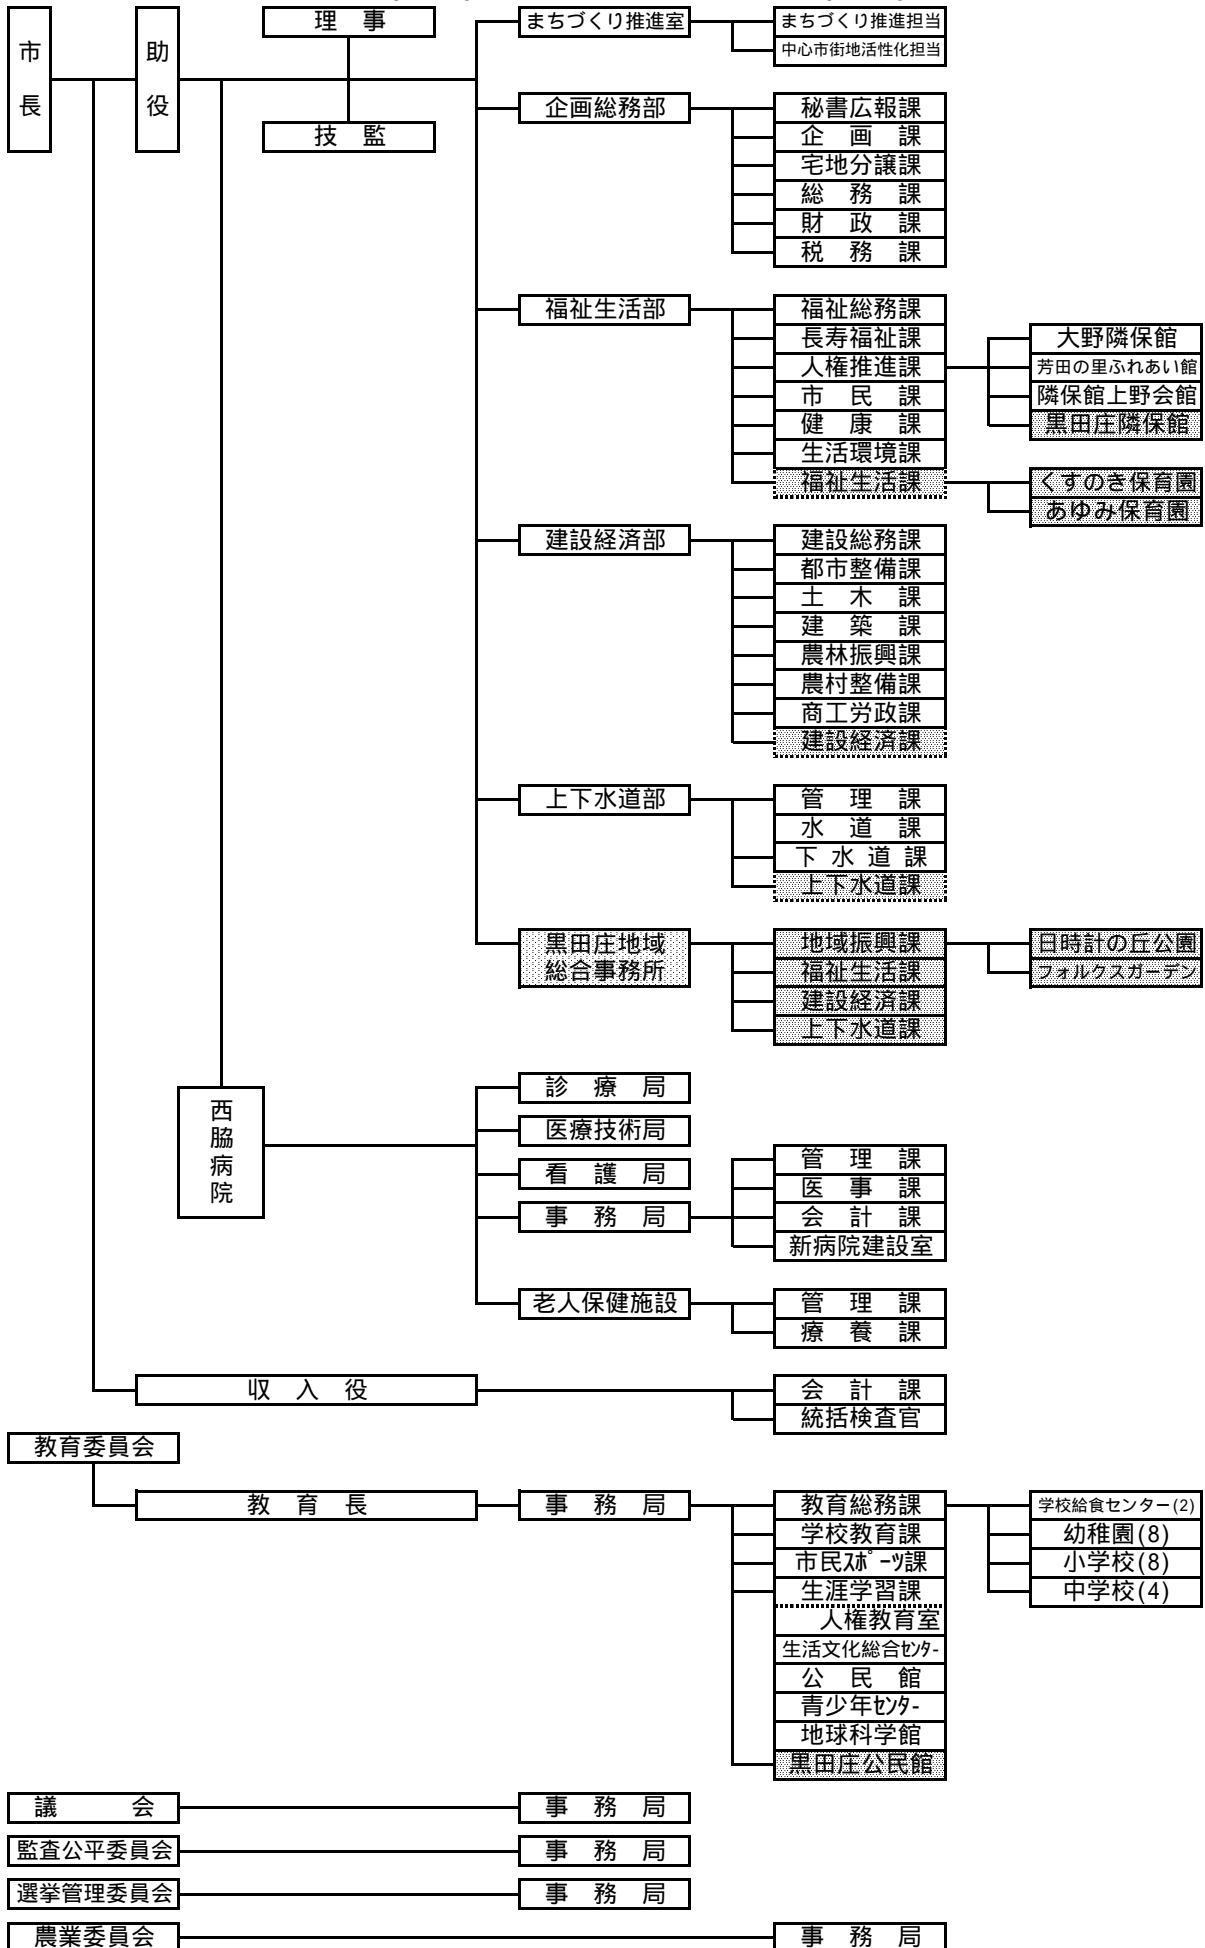 市長
助役
理　事
技　監
まちづくり推進室
まちづくり推進担当
中心市街地活性化担当
企画総務部
秘書広報課
企　画　課
宅地分譲課
総　務　課
財　政　課
税　務　課
福祉生活部
福祉総務課
長寿福祉課
人権推進課
市　民　課
健　康　課
生活環境課
福祉生活課
大野隣保館
芳田の里ふれあい館
隣保館上野会館
黒田庄隣保館
くすのき保育園
あゆみ保育園
建設経済部
建設総務課
都市整備課
土　木　課
建　築　課
農林振興課
農村整備課
商工労政課
建設経済課
上下水道部
管　理　課
水　道　課
下 水 道 課
上下水道課
黒田庄地域
総合事務所
地域振興課
福祉生活課
建設経済課
上下水道課
日時計の丘公園
フォルクスガーデン
西脇病院
診　療　局
医療技術局
看　護　局
事　務　局
管　理　課
医　事　課
会　計　課
新病院建設室
老人保健施設
管　理　課
療　養　課
収　入　役
会　計　課
統括検査官
教育委員会
教　育　長
事　務　局
教育総務課
学校教育課
市民ｽﾎﾟｰﾂ課
生涯学習課
人権教育室
生活文化総合ｾﾝﾀ-
公　民　館
青少年ｾﾝﾀ-
地球科学館
黒田庄公民館
学校給食センター(2)
幼稚園(8)
小学校(8)
中学校(4)
議　　　会
事　務　局
監査公平委員会
事　務　局
選挙管理委員会
事　務　局
農業委員会
事　務　局